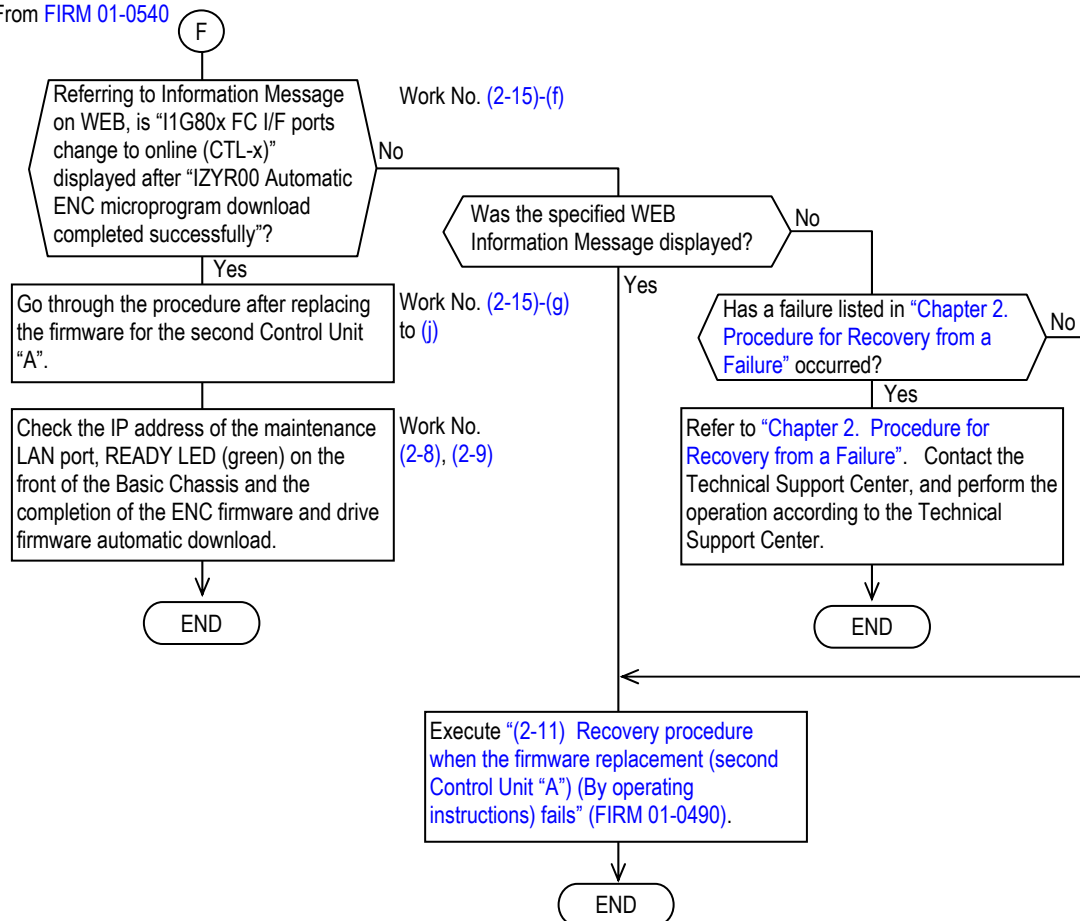 From FIRM 01-0540
F
Referring to Information Message
on WEB, is “I1G80x FC I/F ports
change to online (CTL-x)”
displayed after “IZYR00 Automatic
ENC microprogram download
completed successfully”?
Work No. (2-15)-(f)
No
Yes
Go through the procedure after replacing
the firmware for the second Control Unit
“A”.
Work No. (2-15)-(g)
to (j)
Check the IP address of the maintenance
LAN port, READY LED (green) on the
front of the Basic Chassis and the
completion of the ENC firmware and drive
firmware automatic download.
Work No.
(2-8), (2-9)
END
Was the specified WEB
Information Message displayed?
No
Yes
Has a failure listed in “Chapter 2.
Procedure for Recovery from a
Failure” occurred?
No
Yes
Refer to “Chapter 2. Procedure for
Recovery from a Failure”. Contact the
Technical Support Center, and perform the
operation according to the Technical
Support Center.
END
Execute “(2-11) Recovery procedure
when the firmware replacement (second
Control Unit “A”) (By operating
instructions) fails” (FIRM 01-0490).
END